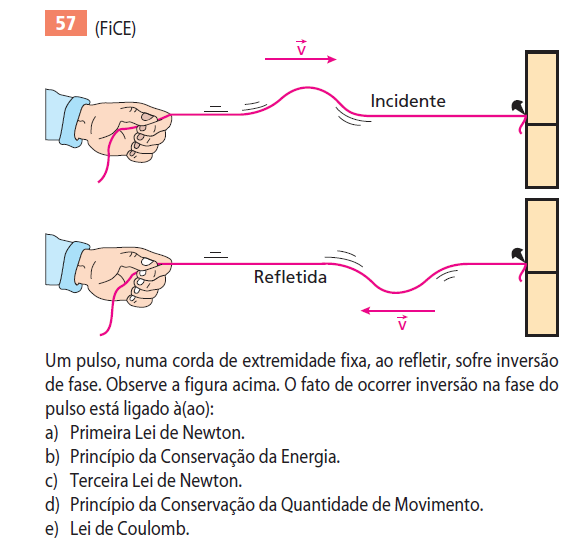 57 (FiCE)
v
Incidente
Refletida
v
Um pulso, numa corda de extremidade fixa, ao refletir, sofre inversão
de fase. Observe a figura acima. O fato de ocorrer inversão na fase do
pulso está ligado à(ao):
a) Primeira Lei de Newton.
b) Princípio da Conservação da Energia.
c) Terceira Lei de Newton.
d) Princípio da Conservação da Quantidade de Movimento.
e) Lei de Coulomb.